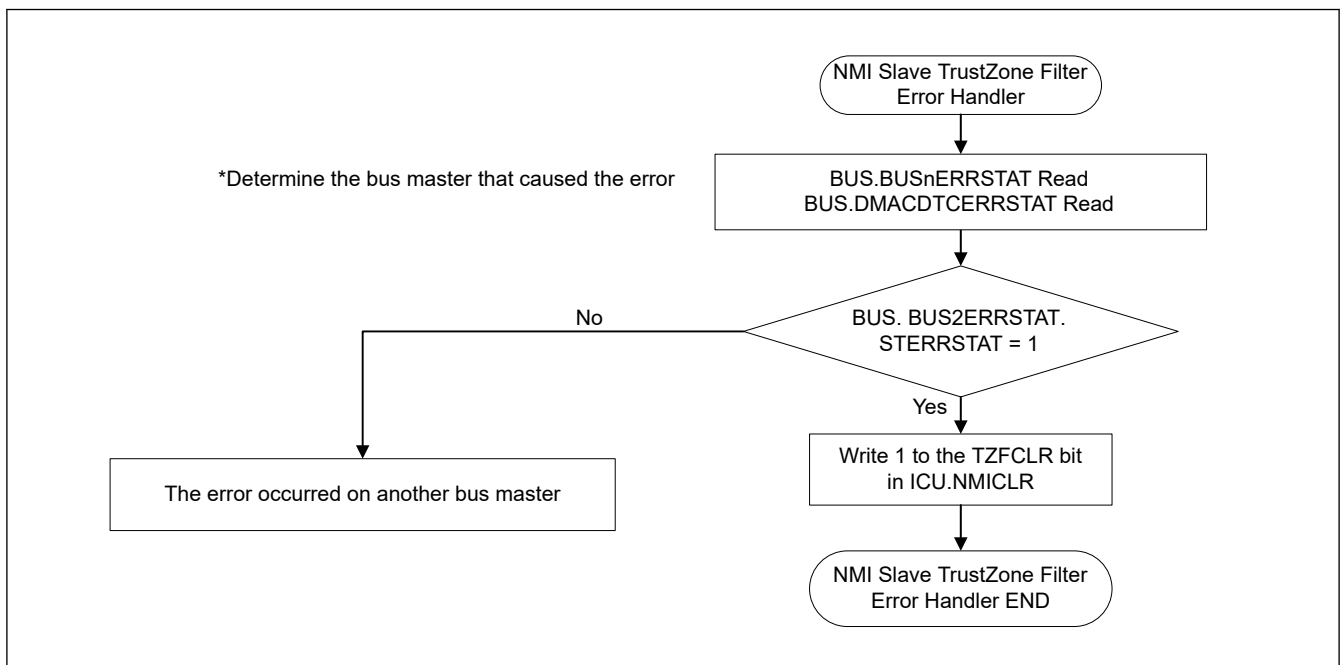 NMI Slave TrustZone Filter
Error Handler
*Determine the bus master that caused the error
BUS.BUSnERRSTAT Read
BUS.DMACDTCERRSTAT Read
No
BUS. BUS2ERRSTAT.
STERRSTAT = 1
Yes
The error occurred on another bus master
Write 1 to the TZFCLR bit
in ICU.NMICLR
NMI Slave TrustZone Filter
Error Handler END